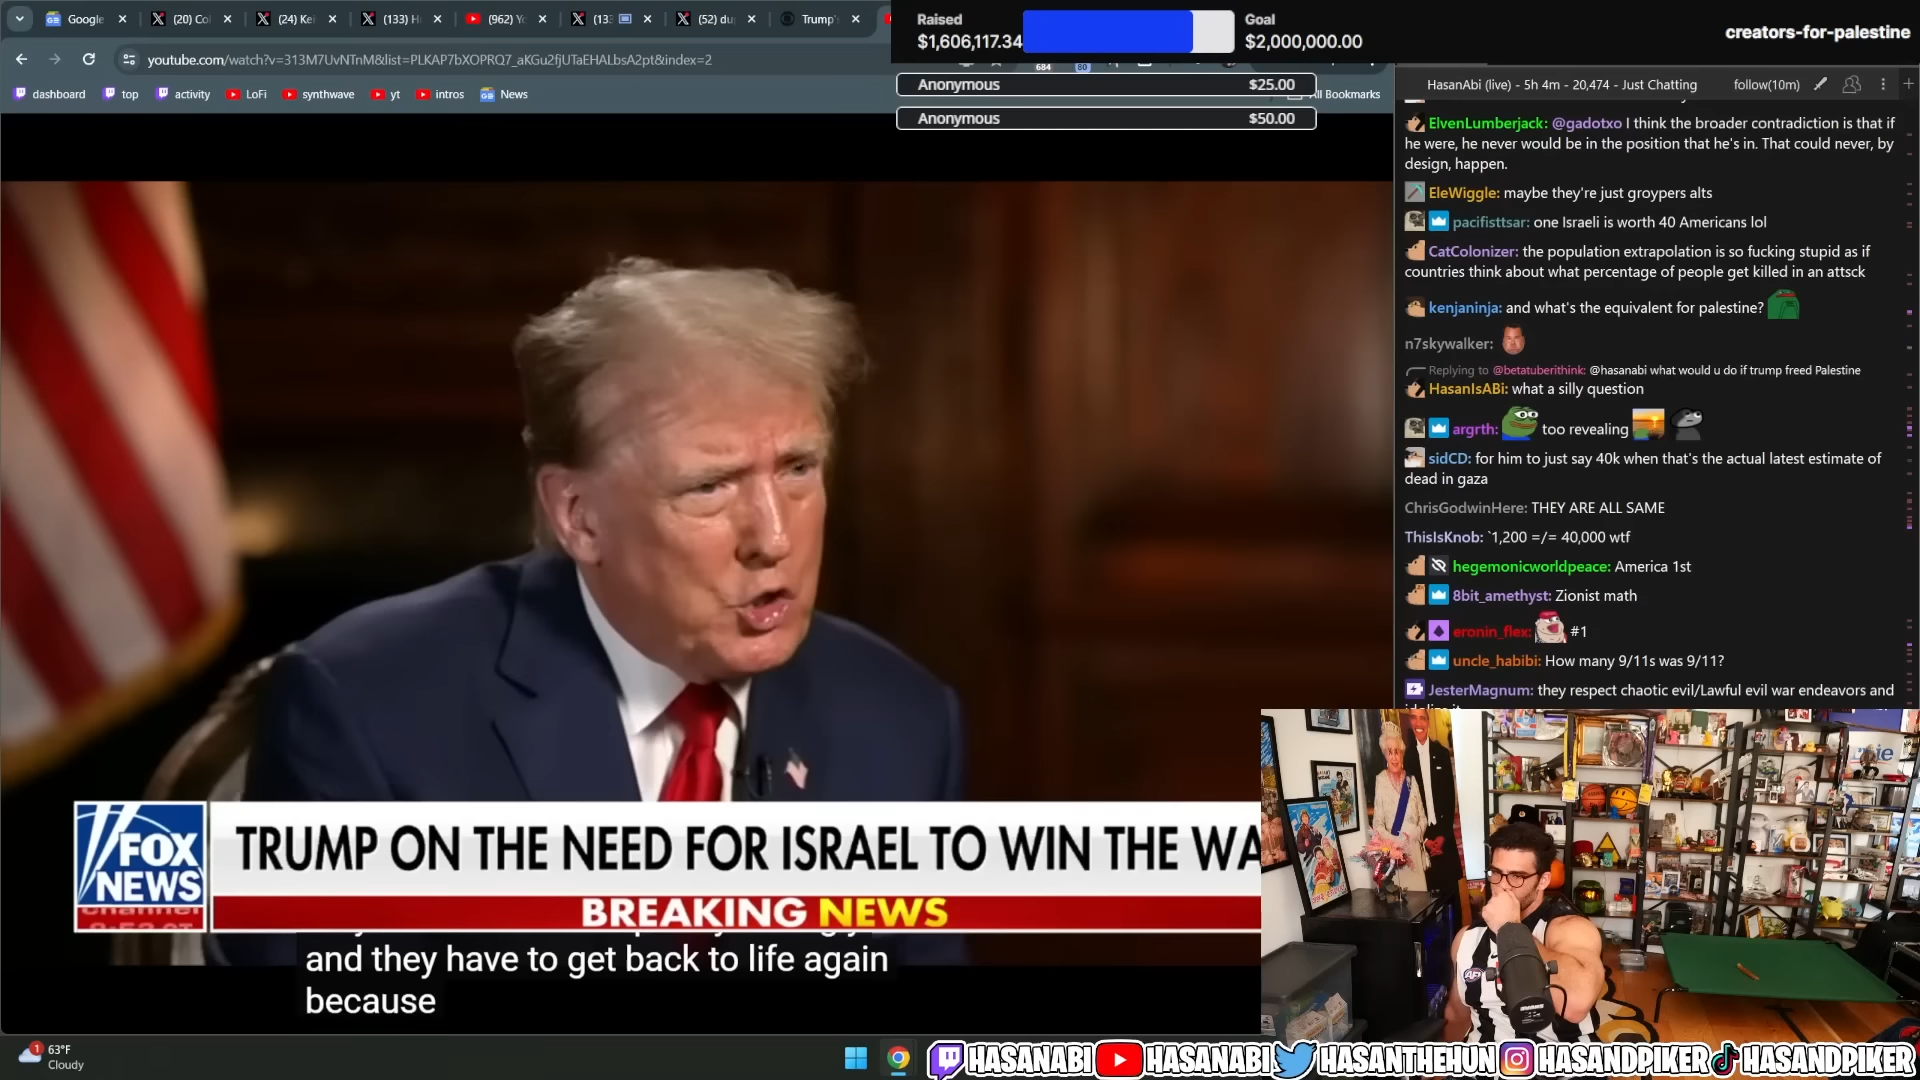 Google
(20) Co
(24) Kei
(133) H
(962) Yo
(13
(52) du
Trump'
youtube.com/watch?v=313M7UvNTnM&list=PLKAP7bXOPRQ7_aKGu2fjUTaEHALbsA2pt&index=2
684
80
dashboard
top
activity
LoFi
synthwave
yt
intros
News
All Bookmarks
Raised
$1,606,117.34
Goal
$2,000,000.00
creators-for-palestine
Anonymous $25.00
Anonymous $50.00
HasanAbi (live) - 5h 4m - 20,474 - Just Chatting
follow(10m)
ElvenLumberjack: @gadotxo I think the broader contradiction is that if
he were, he never would be in the position that he's in. That could never, by
design, happen.
EleWiggle: maybe they're just groypers alts
pacifisttsar: one Israeli is worth 40 Americans lol
CatColonizer: the population extrapolation is so fucking stupid as if
countries think about what percentage of people get killed in an attsck
kenjaninja: and what's the equivalent for palestine?
n7skywalker:
Replying to @betatuberithink: @hasanabi what would u do if trump freed Palestine
HasanIsABi: what a silly question
argrth: too revealing
sidCD: for him to just say 40k when that's the actual latest estimate of
dead in gaza
ChrisGodwinHere: THEY ARE ALL SAME
ThisIsKnob: `1,200 =/= 40,000 wtf
hegemonicworldpeace: America 1st
8bit_amethyst: Zionist math
eronin_flex: #1
uncle_habibi: How many 9/11s was 9/11?
JesterMagnum: they respect chaotic evil/Lawful evil war endeavors and
FOX
NEWS
channel
TRUMP ON THE NEED FOR ISRAEL TO WIN THE WA
BREAKING NEWS
and they have to get back to life again
because
1
63°F
Cloudy
HASANABI
HASANABI
HASANTHEHUN
HASANDPIKER
HASANDPIKER